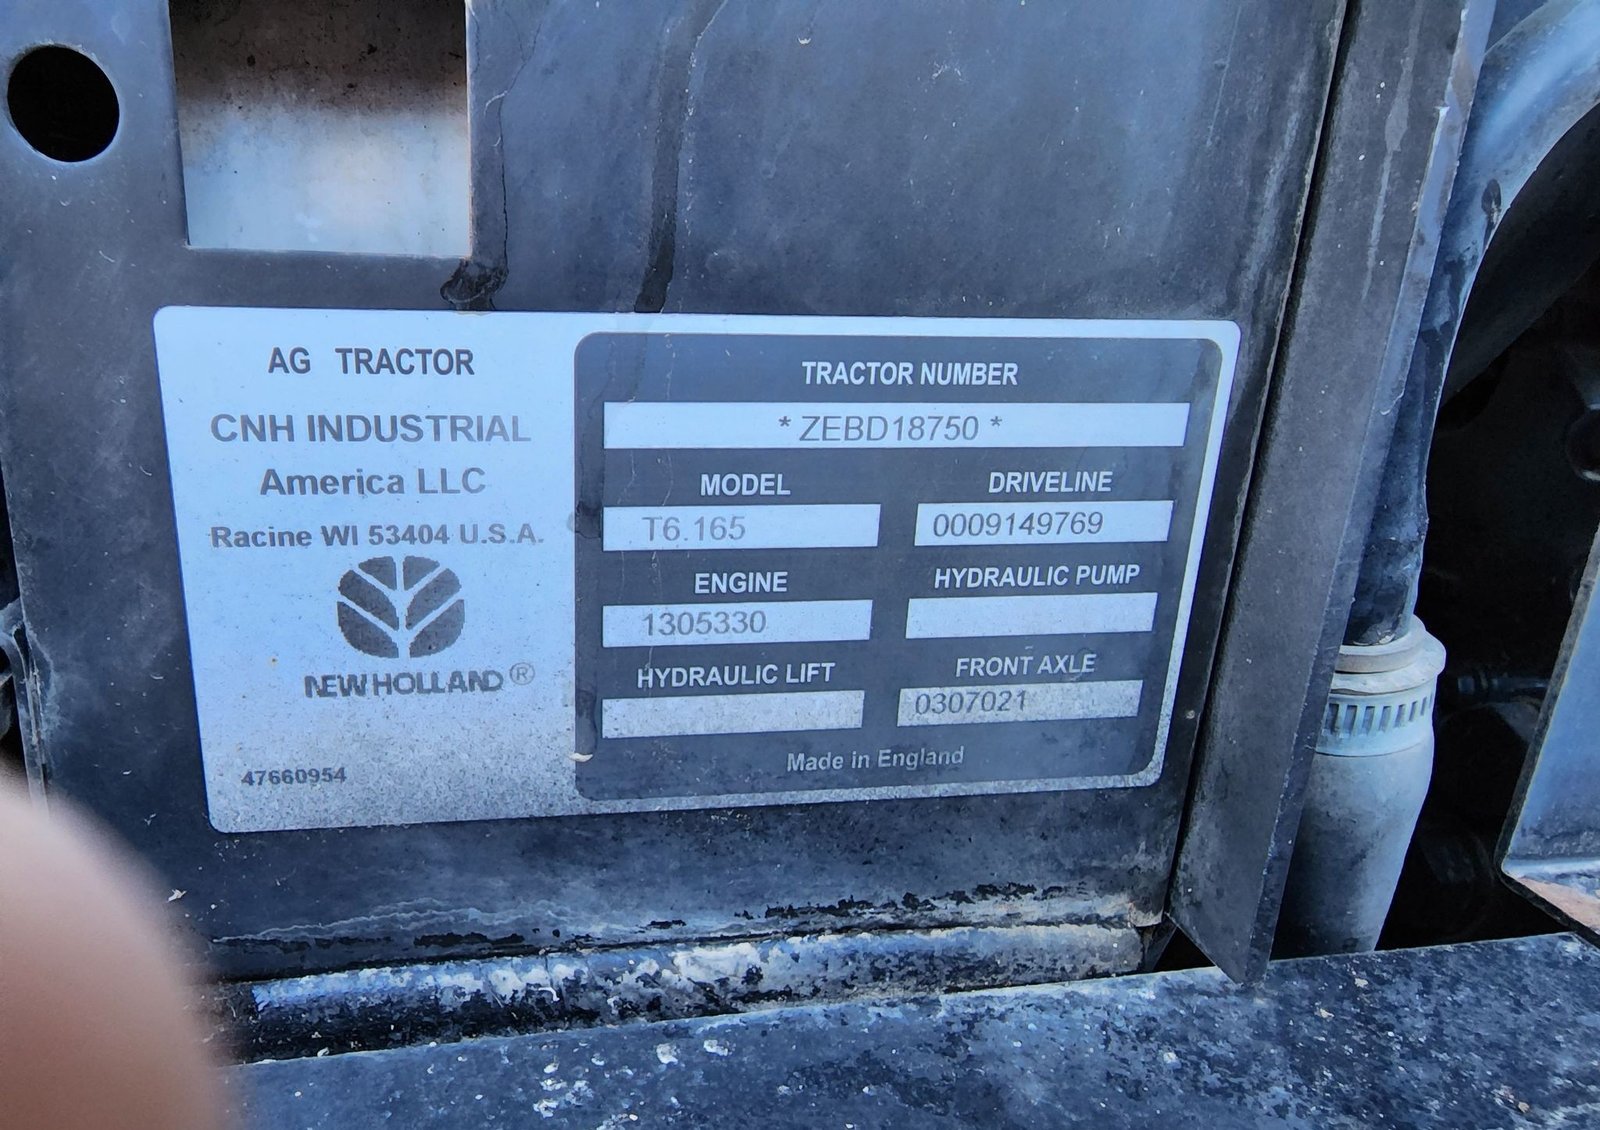 AG TRACTOR
CNH INDUSTRIAL
America LLC
Racine WI 53404 U.S.A.
NEW HOLLAND®
47660954
TRACTOR NUMBER
*ZEBD18750*
MODEL
T6.165
DRIVELINE
0009149769
ENGINE
1305330
HYDRAULIC PUMP
HYDRAULIC LIFT
FRONT AXLE
0307021
Made in England